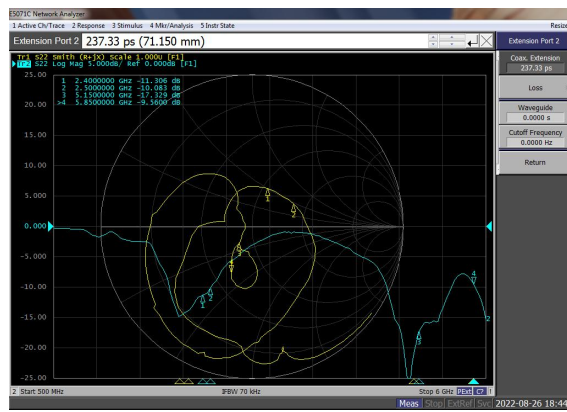 E5071C Network Analyzer
1 Active Ch/Trace 2 Response 3 Stimulus 4 Mkr/Analysis 5 Instr State
Resize
Extension Port 2 237.33 ps (71.150 mm)
Extension Port 2
Tr1 S22 Smith (R+jX) Scale 1.000U [F1]
Tr2 S22 Log Mag 5.000dB/ Ref 0.000dB [F1]
Coax. Extension
237.33 ps
25.00
1 2.4000000 GHz -11.306 dB
2 2.5000000 GHz -10.083 dB
3 5.1500000 GHz -17.329 dB
>4 5.8500000 GHz -9.5600 dB
20.00
Loss
Waveguide
0.0000 s
15.00
Cutoff Frequency
0.0000 Hz
10.00
Return
5.000
1
2
0.000
3
-5.000
4
4
-10.00
1
2
-15.00
2
3
-20.00
-25.00
2 Start 500 MHz
IFBW 70 kHz
Stop 6 GHz PExt C? !
Meas Stop ExtRef Svc 2022-08-26 18:44